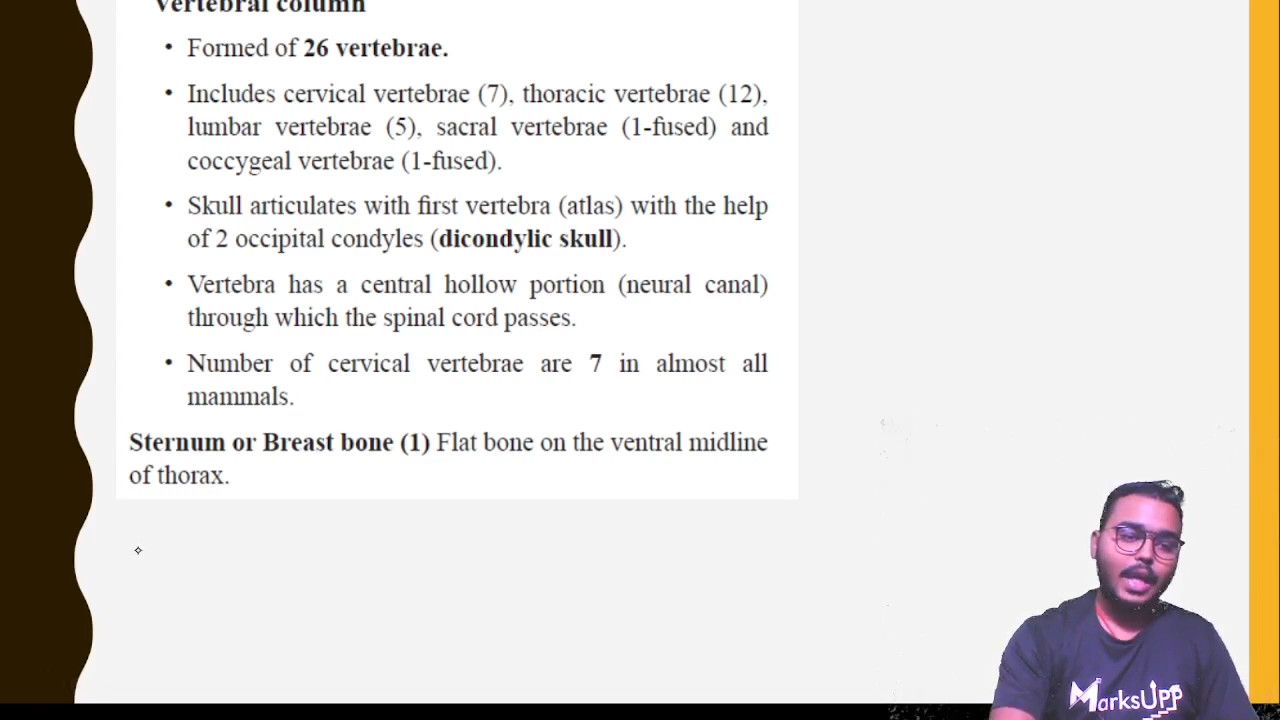 Vertebral column
• Formed of 26 vertebrae.
• Includes cervical vertebrae (7), thoracic vertebrae (12),
lumbar vertebrae (5), sacral vertebrae (1-fused) and
coccygeal vertebrae (1-fused).
• Skull articulates with first vertebra (atlas) with the help
of 2 occipital condyles (dicondylic skull).
• Vertebra has a central hollow portion (neural canal)
through which the spinal cord passes.
• Number of cervical vertebrae are 7 in almost all
mammals.
Sternum or Breast bone (1) Flat bone on the ventral midline
of thorax.
MarksUpp